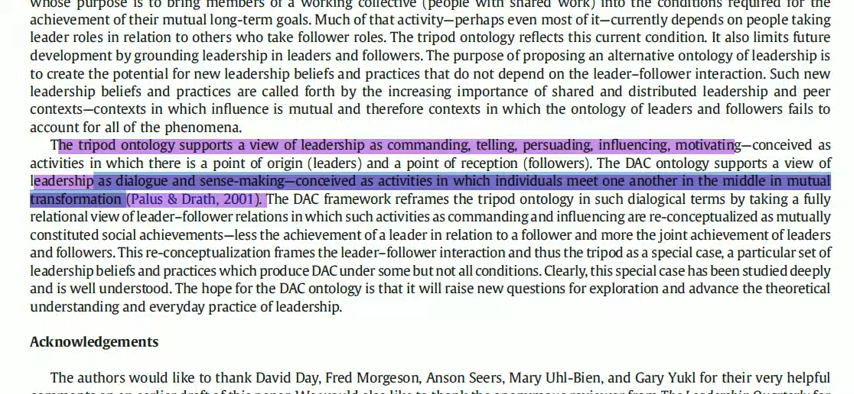 whose purpose is to bring members of a working collective (people with shared work) into the conditions required for the
achievement of their mutual long-term goals. Much of that activity—perhaps even most of it—currently depends on people taking
leader roles in relation to others who take follower roles. The tripod ontology reflects this current condition. It also limits future
development by grounding leadership in leaders and followers. The purpose of proposing an alternative ontology of leadership is
to create the potential for new leadership beliefs and practices that do not depend on the leader–follower interaction. Such new
leadership beliefs and practices are called forth by the increasing importance of shared and distributed leadership and peer
contexts—contexts in which influence is mutual and therefore contexts in which the ontology of leaders and followers fails to
account for all of the phenomena.
The tripod ontology supports a view of leadership as commanding, telling, persuading, influencing, motivating—conceived as
activities in which there is a point of origin (leaders) and a point of reception (followers). The DAC ontology supports a view of
leadership as dialogue and sense-making—conceived as activities in which individuals meet one another in the middle in mutual
transformation (Palus & Drath, 2001). The DAC framework reframes the tripod ontology in such dialogical terms by taking a fully
relational view of leader–follower relations in which such activities as commanding and influencing are re-conceptualized as mutually
constituted social achievements—less the achievement of a leader in relation to a follower and more the joint achievement of leaders
and followers. This re-conceptualization frames the leader–follower interaction and thus the tripod as a special case, a particular set of
leadership beliefs and practices which produce DAC under some but not all conditions. Clearly, this special case has been studied deeply
and is well understood. The hope for the DAC ontology is that it will raise new questions for exploration and advance the theoretical
understanding and everyday practice of leadership.
Acknowledgements
The authors would like to thank David Day, Fred Morgeson, Anson Seers, Mary Uhl-Bien, and Gary Yukl for their very helpful